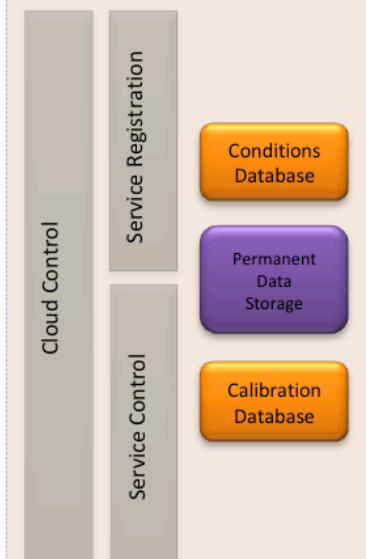 Cloud Control
Service Registration
Service Control
Conditions
Database
Permanent
Data
Storage
Calibration
Database